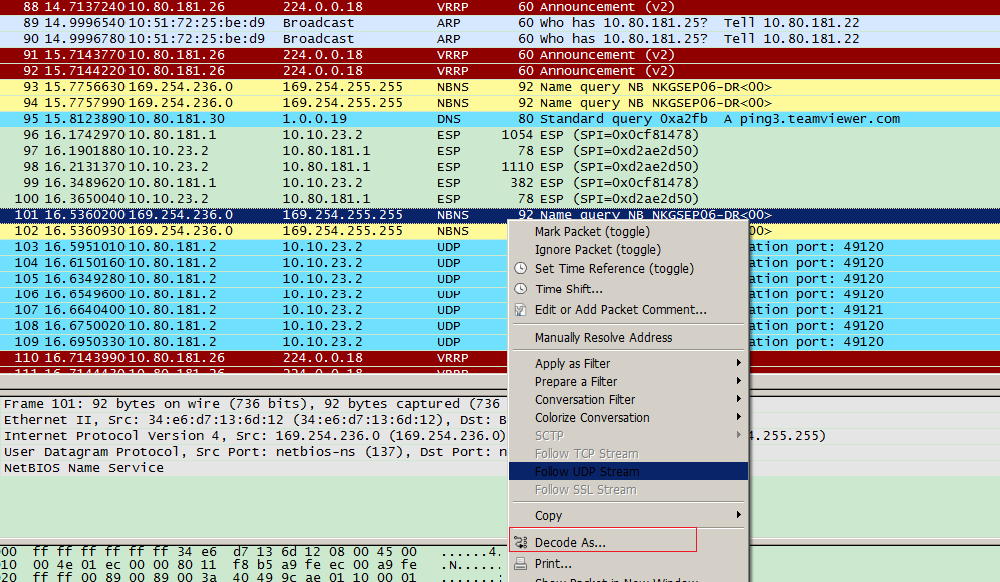 88 14.7137240 10.80.181.26 224.0.0.18 VRRP 60 Announcement (v2)
89 14.9996540 10:51:72:25:be:d9 Broadcast ARP 60 Who has 10.80.181.25? Tell 10.80.181.22
90 14.9996780 10:51:72:25:be:d9 Broadcast ARP 60 Who has 10.80.181.25? Tell 10.80.181.22
91 15.7143770 10.80.181.26 224.0.0.18 VRRP 60 Announcement (v2)
92 15.7144220 10.80.181.26 224.0.0.18 VRRP 60 Announcement (v2)
93 15.7756630 169.254.236.0 169.254.255.255 NBNS 92 Name query NB NKGSEP06-DR<00>
94 15.7757990 169.254.236.0 169.254.255.255 NBNS 92 Name query NB NKGSEP06-DR<00>
95 15.8123890 10.80.181.30 1.0.0.19 DNS 80 Standard query 0xa2fb A ping3.teamviewer.com
96 16.1742970 10.80.181.1 10.10.23.2 ESP 1054 ESP (SPI=0x0cf81478)
97 16.1901880 10.10.23.2 10.80.181.1 ESP 78 ESP (SPI=0xd2ae2d50)
98 16.2131370 10.10.23.2 10.80.181.1 ESP 1110 ESP (SPI=0xd2ae2d50)
99 16.3489620 10.80.181.1 10.10.23.2 ESP 382 ESP (SPI=0x0cf81478)
100 16.3650040 10.10.23.2 10.80.181.1 ESP 78 ESP (SPI=0xd2ae2d50)
101 16.5360200 169.254.236.0 169.254.255.255 NBNS 92 Name query NB NKGSEP06-DR<00>
102 16.5360930 169.254.236.0 169.254.255.255 NBNS 00>
103 16.5951010 10.80.181.2 10.10.23.2 UDP ation port: 49120
104 16.6150160 10.80.181.2 10.10.23.2 UDP ation port: 49120
105 16.6349280 10.80.181.2 10.10.23.2 UDP ation port: 49120
106 16.6549600 10.80.181.2 10.10.23.2 UDP ation port: 49120
107 16.6640400 10.80.181.2 10.10.23.2 UDP ation port: 49121
108 16.6750020 10.80.181.2 10.10.23.2 UDP ation port: 49120
109 16.6950330 10.80.181.2 10.10.23.2 UDP ation port: 49120
110 16.7143990 10.80.181.26 224.0.0.18 VRRP
Mark Packet (toggle)
Ignore Packet (toggle)
Set Time Reference (toggle)
Time Shift...
Edit or Add Packet Comment...
Manually Resolve Address
Apply as Filter
Prepare a Filter
Conversation Filter
Colorize Conversation
SCTP
Follow TCP Stream
Follow UDP Stream
Follow SSL Stream
Copy
Decode As...
Print...
Show Packet in New Window
Frame 101: 92 bytes on wire (736 bits), 92 bytes captured (736
Ethernet II, Src: 34:e6:d7:13:6d:12 (34:e6:d7:13:6d:12), Dst: B
Internet Protocol Version 4, Src: 169.254.236.0 (169.254.236.0) 4.255.255)
User Datagram Protocol, Src Port: netbios-ns (137), Dst Port: n
NetBIOS Name Service
000 ff ff ff ff ff ff 34 e6 d7 13 6d 12 08 00 45 00 ......4.
010 00 4e 01 ec 00 00 80 11 f8 b5 a9 fe ec 00 a9 fe .N......
020 ff ff 00 89 00 89 00 3a 40 49 9c ae 01 10 00 01 .......: